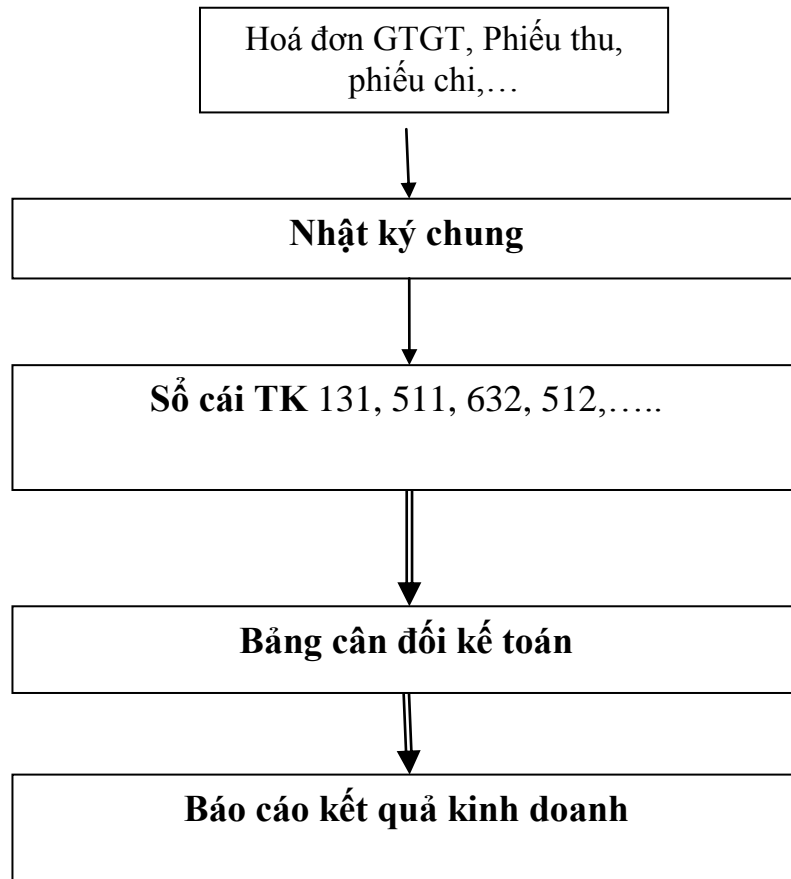 Hoá đơn GTGT, Phiếu thu,
phiếu chi,…
Nhật ký chung
Sổ cái TK 131, 511, 632, 512,…..
Bảng cân đối kế toán
Báo cáo kết quả kinh doanh